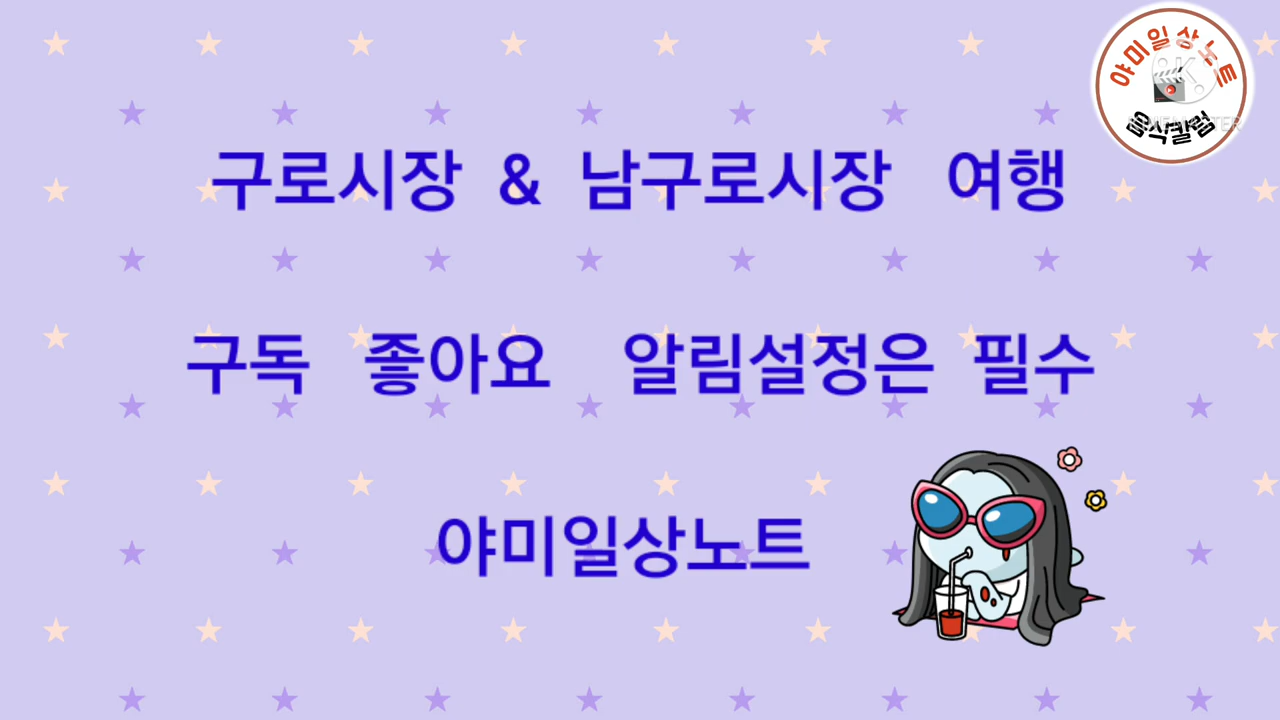 야미일상노트
음식칼럼
구로시장 & 남구로시장 여행
구독 좋아요 알림설정은 필수
야미일상노트